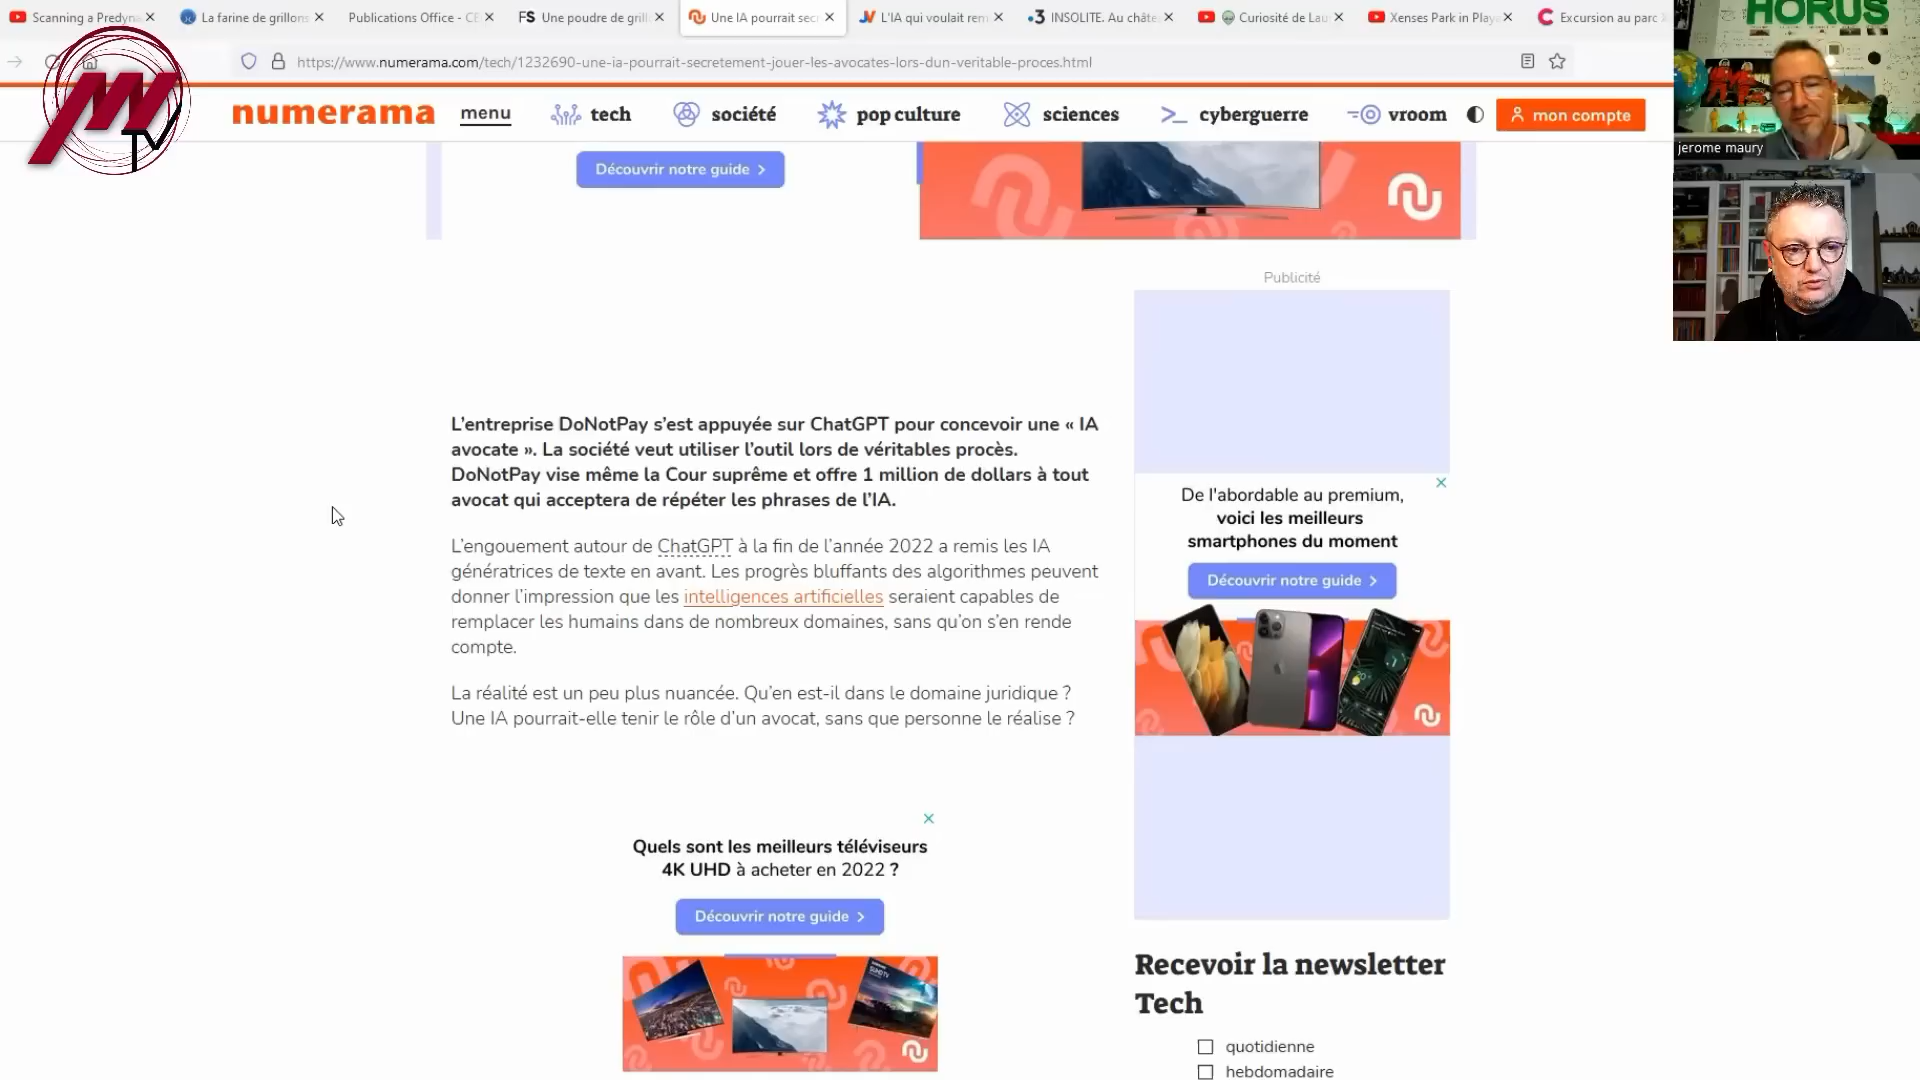 Scanning a Predyna
La farine de grillons
Publications Office - CE
FS Une poudre de gril
Une IA pourrait sec
L'IA qui voulait rem
3 INSOLITE. Au châte
Curiosité de Lau
Xenses Park in Play
Excursion au parc
https://www.numerama.com/tech/1232690-une-ia-pourrait-secretement-jouer-les-avocates-lors-dun-veritable-proces.html
TV
numerama
menu
tech
société
pop culture
sciences
cyberguerre
vroom
mon compte
HORUS
jerome maury
Découvrir notre guide
Publicité
L'entreprise DoNotPay s'est appuyée sur ChatGPT pour concevoir une « IA
avocate ». La société veut utiliser l'outil lors de véritables procès.
DoNotPay vise même la Cour suprême et offre 1 million de dollars à tout
avocat qui acceptera de répéter les phrases de l'IA.
L'engouement autour de ChatGPT à la fin de l'année 2022 a remis les IA
génératrices de texte en avant. Les progrès bluffants des algorithmes peuvent
donner l'impression que les intelligences artificielles seraient capables de
remplacer les humains dans de nombreux domaines, sans qu'on s'en rende
compte.
La réalité est un peu plus nuancée. Qu'en est-il dans le domaine juridique ?
Une IA pourrait-elle tenir le rôle d'un avocat, sans que personne le réalise ?
De l'abordable au premium,
voici les meilleurs
smartphones du moment
Découvrir notre guide
Quels sont les meilleurs téléviseurs
4K UHD à acheter en 2022 ?
Découvrir notre guide
Recevoir la newsletter
Tech
quotidienne
hebdomadaire